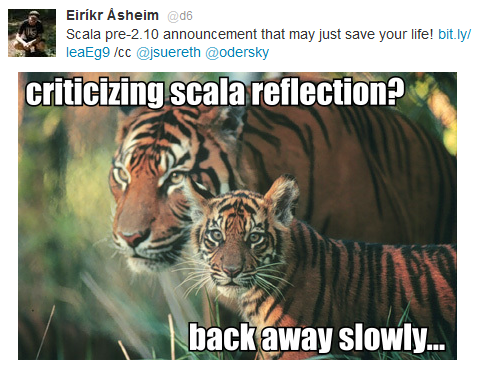 Eiríkr Åsheim @d6
Scala pre-2.10 announcement that may just save your life! bit.ly/
leaEg9 /cc @jsuereth @odersky
criticizing scala reflection?
back away slowly...